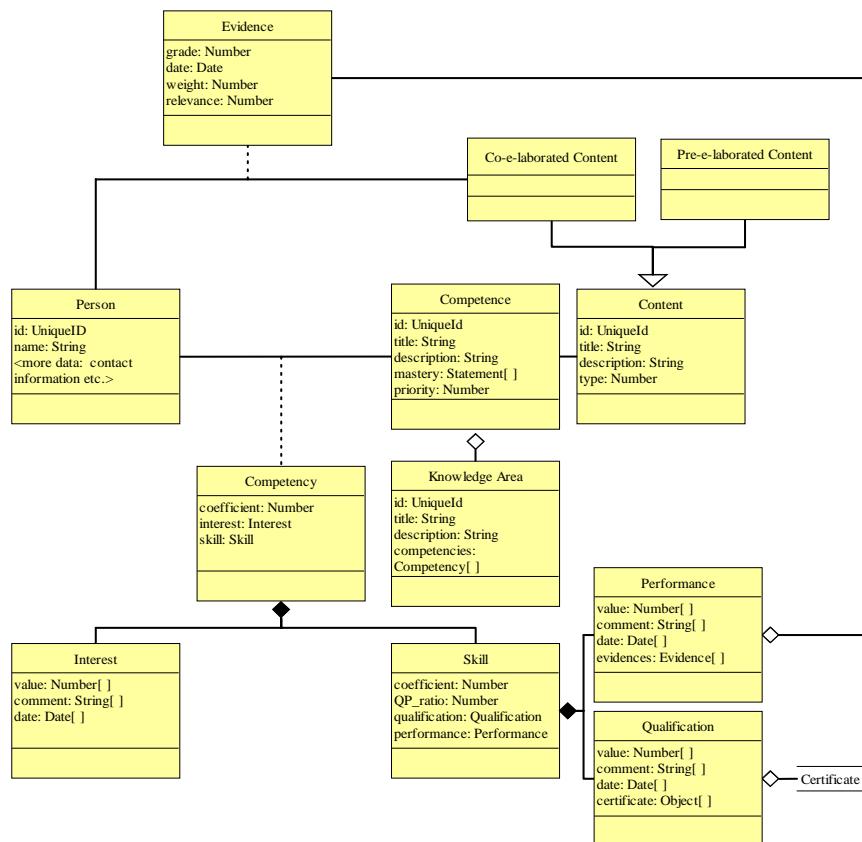 Evidence
grade: Number
date: Date
weight: Number
relevance: Number
Co-e-laborated Content
Pre-e-laborated Content
Person
id: UniqueID
name: String
<more data:  contact
information etc.>
Competence
id: UniqueId
title: String
description: String
mastery: Statement[ ]
priority: Number
Content
id: UniqueId
title: String
description: String
type: Number
Competency
coefficient: Number
interest: Interest
skill: Skill
Knowledge Area
id: UniqueId
title: String
description: String
competencies:
Competency[ ]
Performance
value: Number[ ]
comment: String[ ]
date: Date[ ]
evidences: Evidence[ ]
Interest
value: Number[ ]
comment: String[ ]
date: Date[ ]
Skill
coefficient: Number
QP_ratio: Number
qualification: Qualification
performance: Performance
Qualification
value: Number[ ]
comment: String[ ]
date: Date[ ]
certificate: Object[ ]
Certificate